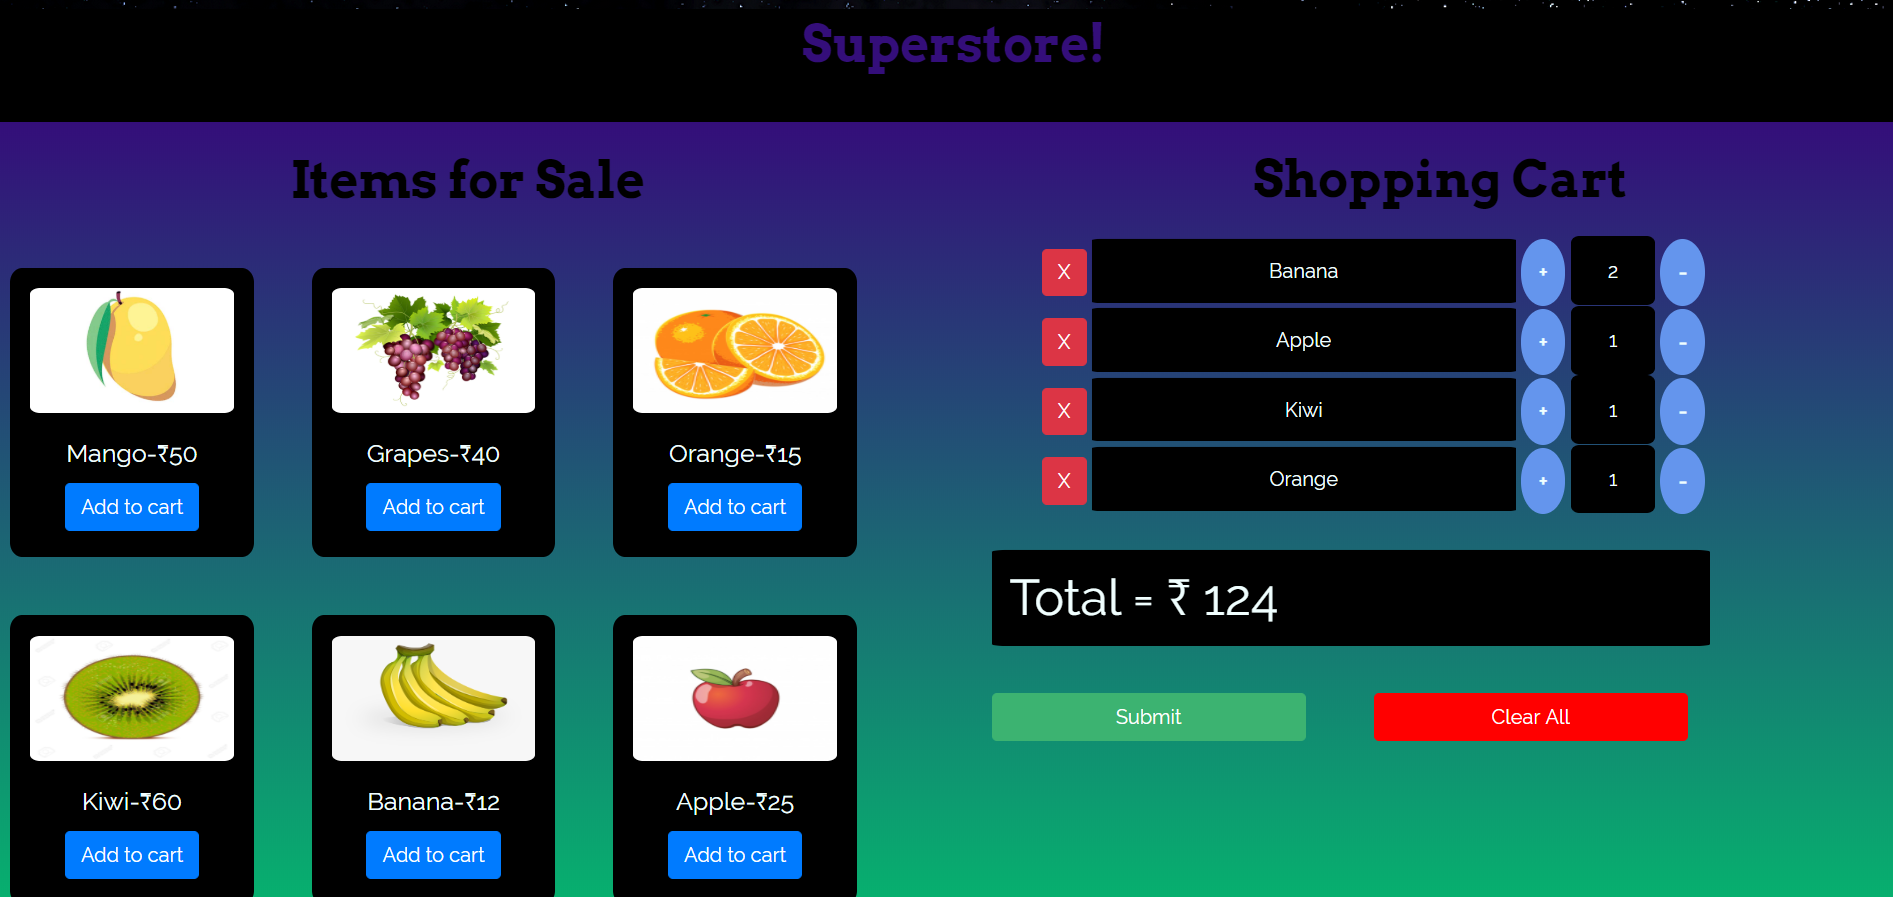 Superstore!
Items for Sale
Mango-₹50
Add to cart
Grapes-₹40
Add to cart
Orange-₹15
Add to cart
Kiwi-₹60
Add to cart
Banana-₹12
Add to cart
Apple-₹25
Add to cart
Shopping Cart
X Banana + 2 -
X Apple + 1 -
X Kiwi + 1 -
X Orange + 1 -
Total = ₹ 124
Submit
Clear All